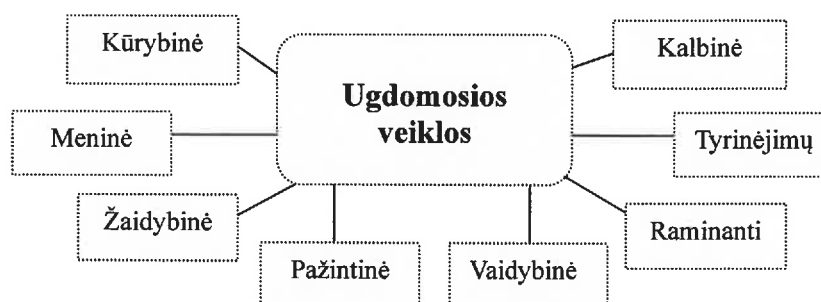 Kūrybinė
Kalbinė
Ugdomosios
veiklos
Meninė
Tyrinėjimų
Žaidybinė
Raminanti
Pažintinė
Vaidybinė